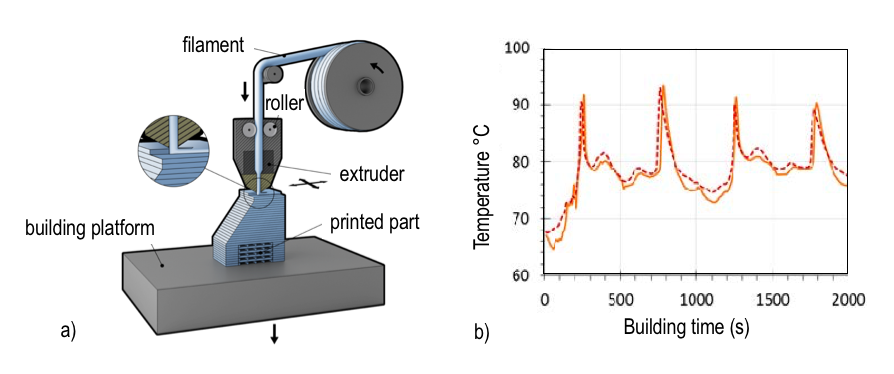 filament
roller
extruder
building platform
printed part
a)
100
90
80
70
60
Temperature °C
0
500
1000
1500
2000
Building time (s)
b)